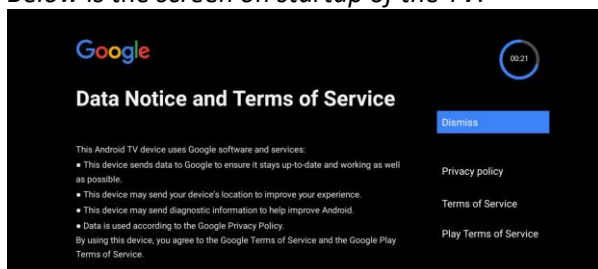 Below is the screen on startup of the TV:
Google
00:21
Data Notice and Terms of Service
Dismiss
This Android TV device uses Google software and services:
● This device sends data to Google to ensure it stays up-to-date and working as well
as possible.
● This device may send your device's location to improve your experience.
● This device may send diagnostic information to help improve Android.
● Data is used according to the Google Privacy Policy.
By using this device, you agree to the Google Terms of Service and the Google Play
Terms of Service.
Privacy policy
Terms of Service
Play Terms of Service